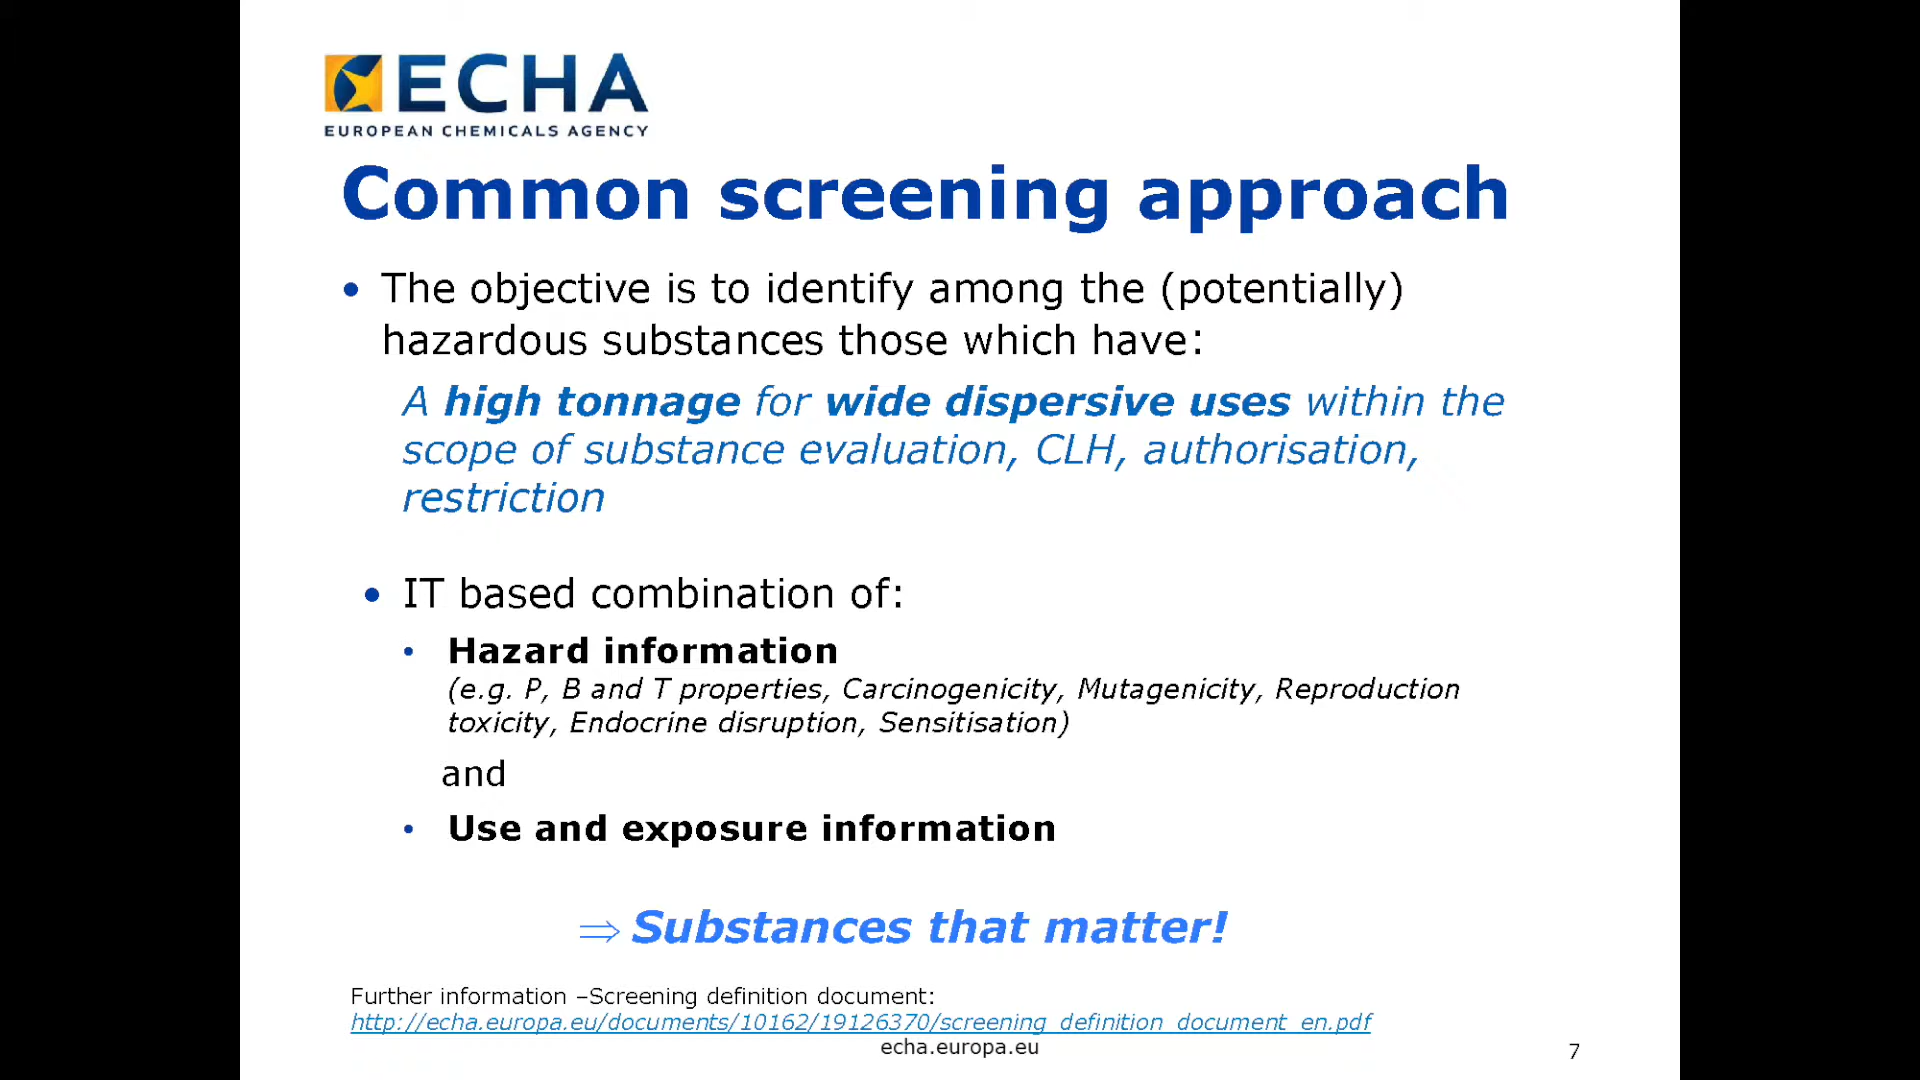 ECHA
EUROPEAN CHEMICALS AGENCY
Common screening approach
• The objective is to identify among the (potentially)
hazardous substances those which have:
A high tonnage for wide dispersive uses within the
scope of substance evaluation, CLH, authorisation,
restriction
• IT based combination of:
• Hazard information
(e.g. P, B and T properties, Carcinogenicity, Mutagenicity, Reproduction
toxicity, Endocrine disruption, Sensitisation)
and
• Use and exposure information
⇒ Substances that matter!
Further information –Screening definition document:
http://echa.europa.eu/documents/10162/19126370/screening_definition_document_en.pdf
echa.europa.eu
7